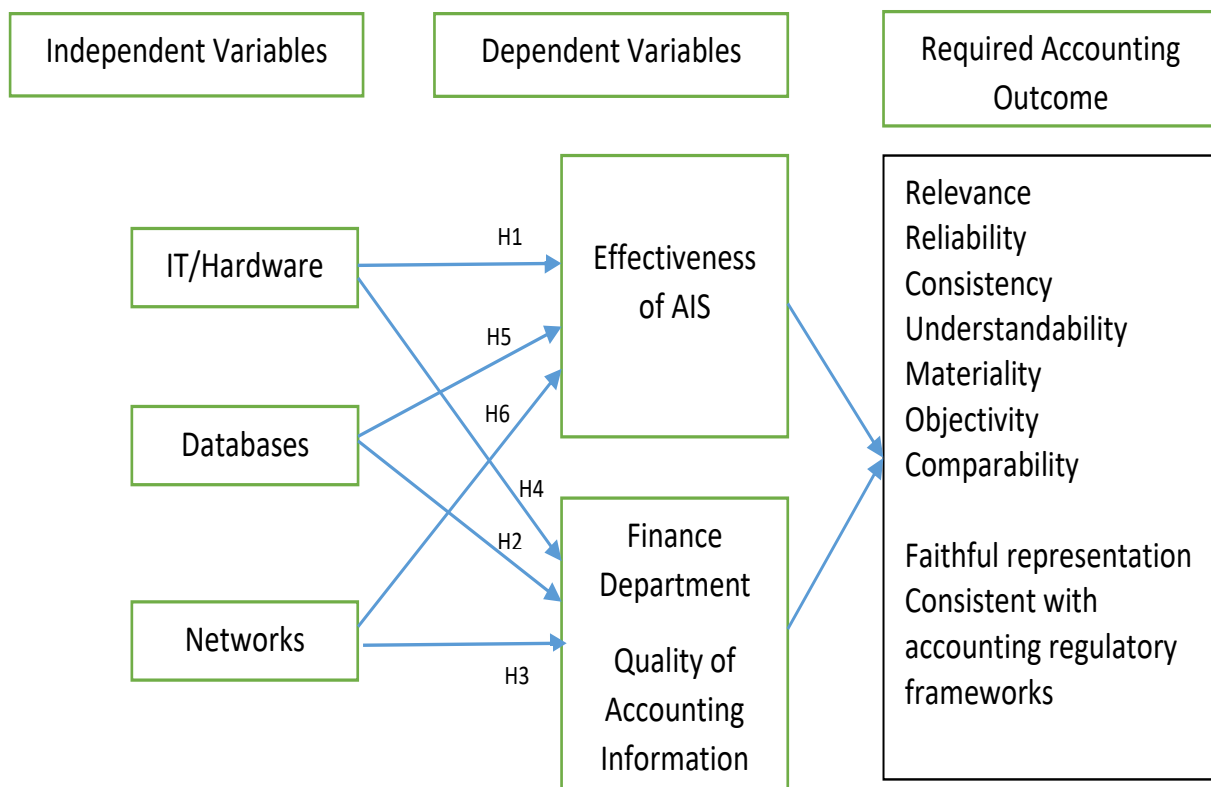 Independent Variables
Dependent Variables
Required Accounting
Outcome
IT/Hardware
Databases
Networks
H1
H5
H6
H4
H2
H3
Effectiveness
of AIS
Finance
Department
Quality of
Accounting
Information
Relevance
Reliability
Consistency
Understandability
Materiality
Objectivity
Comparability
Faithful representation
Consistent with
accounting regulatory
frameworks